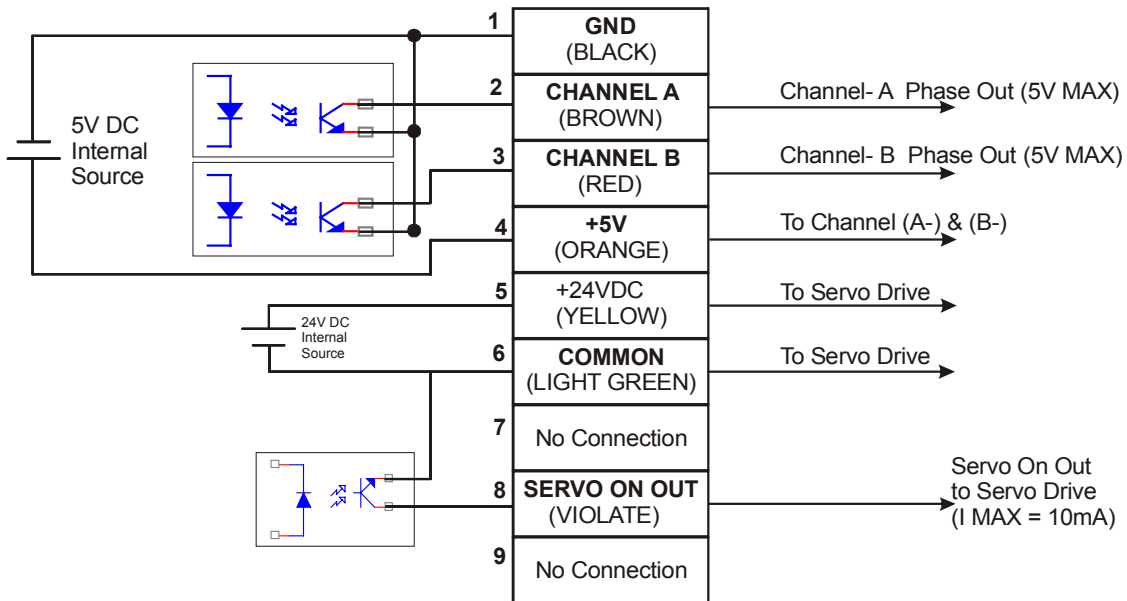 1
GND
(BLACK)
2
CHANNEL A
(BROWN)
Channel- A Phase Out (5V MAX)
5V DC
Internal
Source
3
CHANNEL B
(RED)
Channel- B Phase Out (5V MAX)
4
+5V
(ORANGE)
To Channel (A-) & (B-)
5
+24VDC
(YELLOW)
To Servo Drive
24V DC
Internal
Source
6
COMMON
(LIGHT GREEN)
To Servo Drive
7
No Connection
8
SERVO ON OUT
(VIOLATE)
Servo On Out
to Servo Drive
(I MAX = 10mA)
9
No Connection